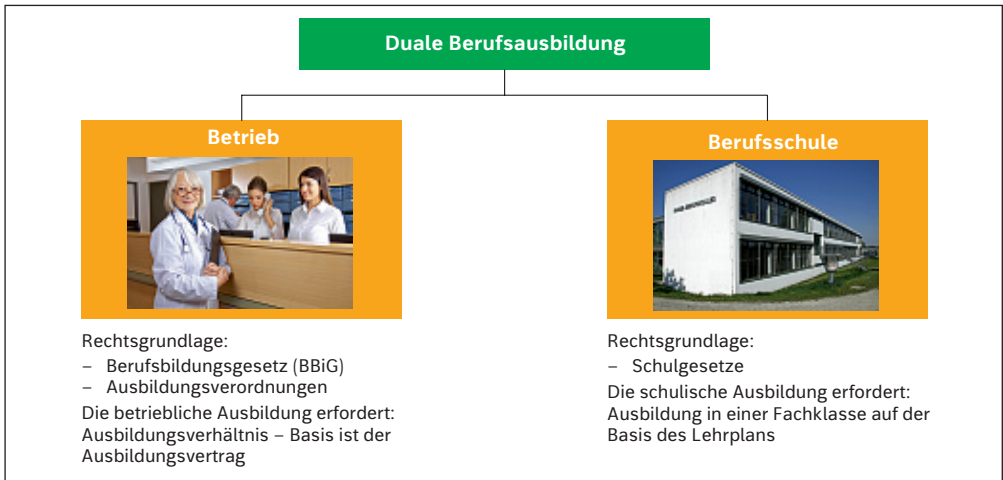 Duale Berufsausbildung
Betrieb
Rechtsgrundlage:
– Berufsbildungsgesetz (BBiG)
– Ausbildungsverordnungen
Die betriebliche Ausbildung erfordert:
Ausbildungsverhältnis – Basis ist der
Ausbildungsvertrag
Berufsschule
Rechtsgrundlage:
– Schulgesetze
Die schulische Ausbildung erfordert:
Ausbildung in einer Fachklasse auf der
Basis des Lehrplans